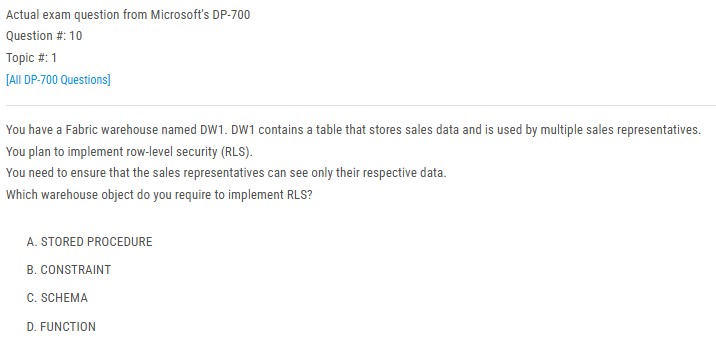 Actual exam question from Microsoft's DP-700
Question #: 10
Topic #: 1
[All DP-700 Questions]
You have a Fabric warehouse named DW1. DW1 contains a table that stores sales data and is used by multiple sales representatives.
You plan to implement row-level security (RLS).
You need to ensure that the sales representatives can see only their respective data.
Which warehouse object do you require to implement RLS?
A. STORED PROCEDURE
B. CONSTRAINT
C. SCHEMA
D. FUNCTION